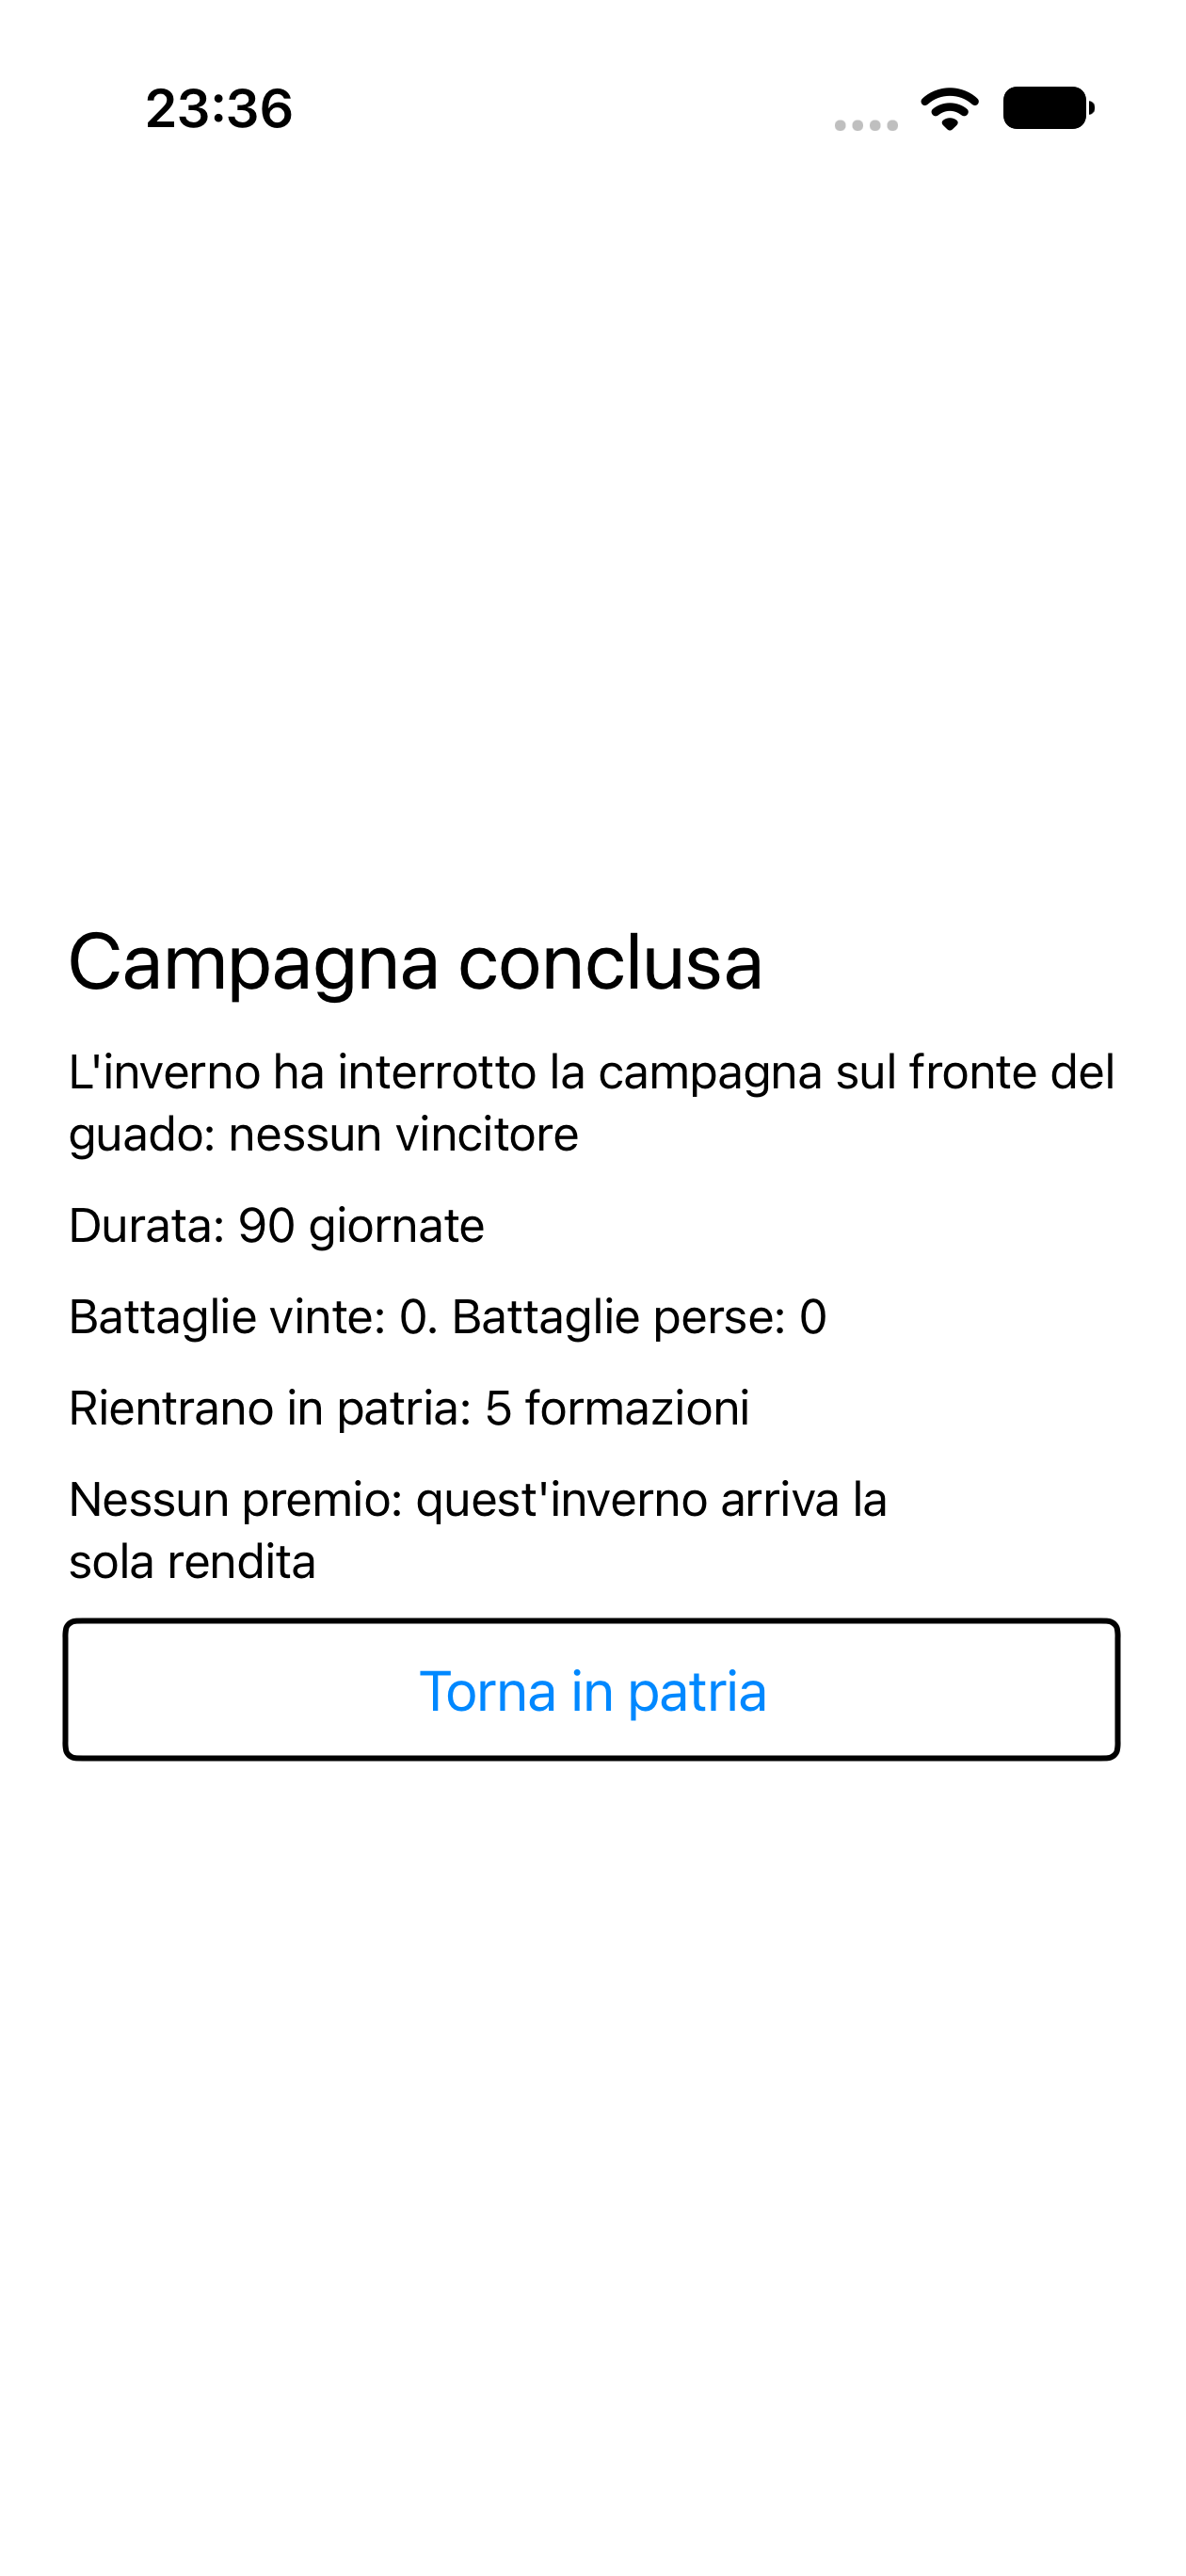 23:36
Campagna conclusa
L'inverno ha interrotto la campagna sul fronte del
guado: nessun vincitore
Durata: 90 giornate
Battaglie vinte: 0. Battaglie perse: 0
Rientrano in patria: 5 formazioni
Nessun premio: quest'inverno arriva la
sola rendita
Torna in patria